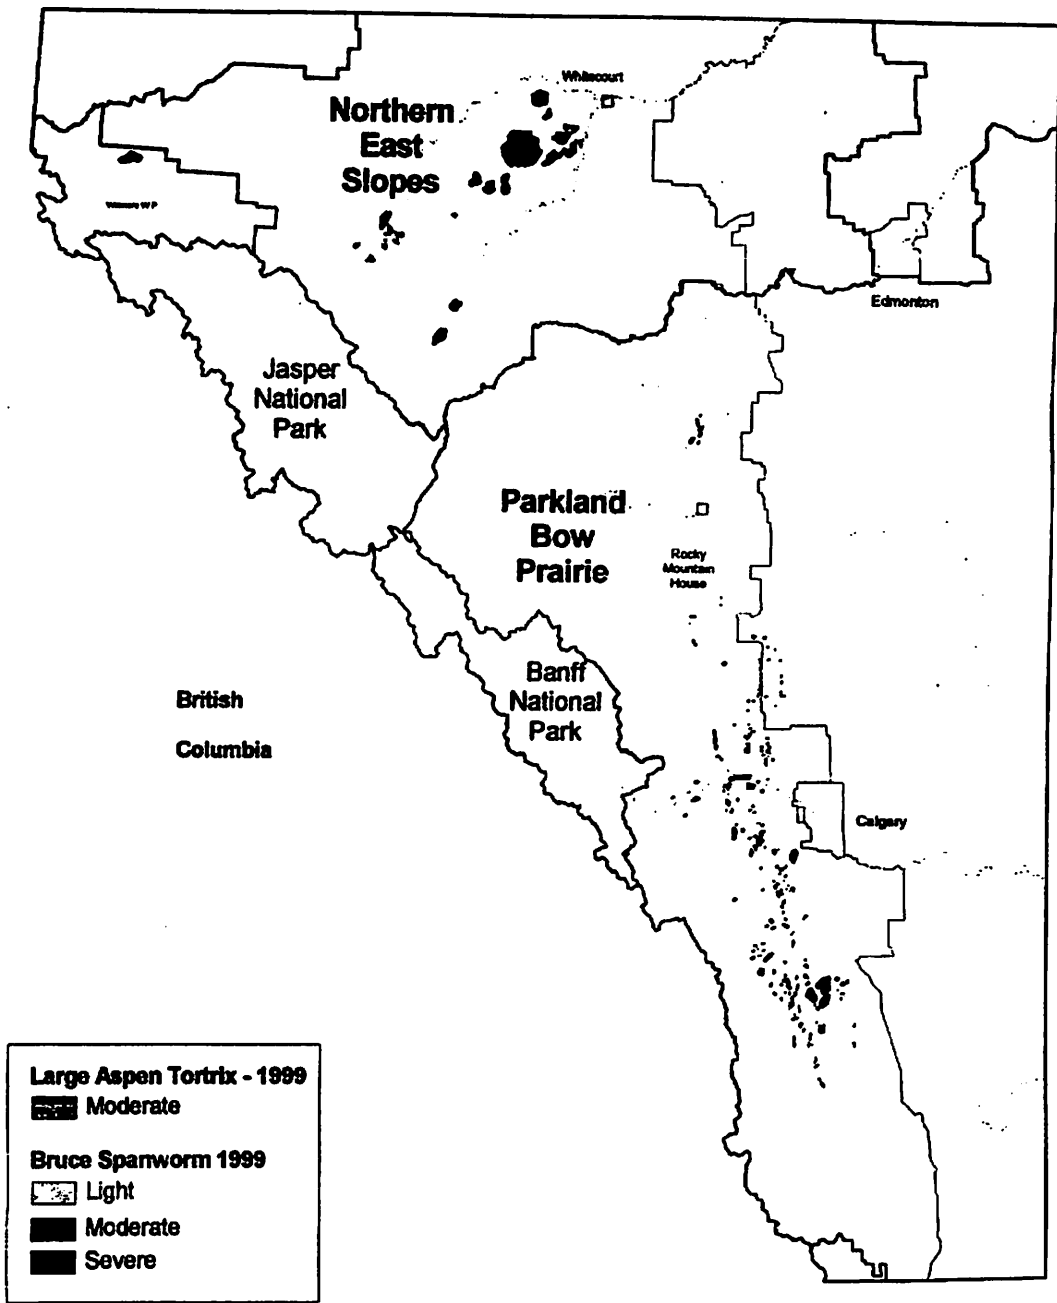 Whitecourt
Northern
East
Slopes
Edmonton
Jasper
National
Park
Parkland
Bow
Prairie
Rocky
Mountain
House
Banff
National
Park
British
Columbia
Calgary
Large Aspen Tortrix - 1999
Moderate
Bruce Spanworm 1999
Light
Moderate
Severe